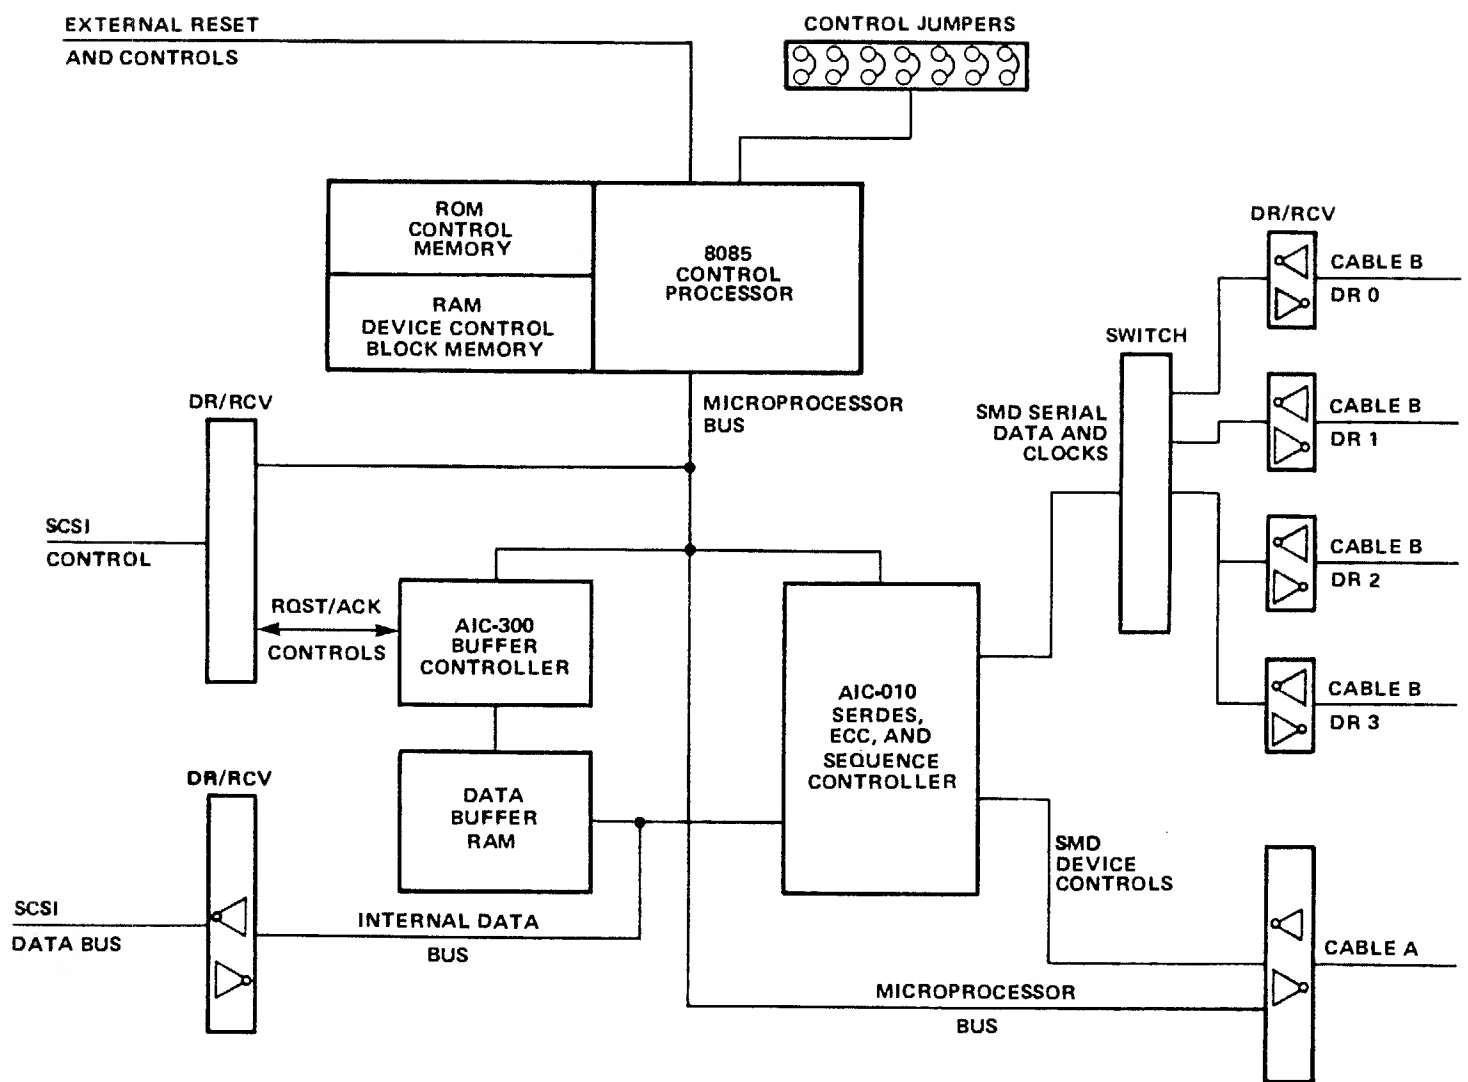 EXTERNAL RESET
AND CONTROLS
CONTROL JUMPERS
ROM
CONTROL
MEMORY
RAM
DEVICE CONTROL
BLOCK MEMORY
8085
CONTROL
PROCESSOR
DR/RCV
CABLE B
DR 0
SWITCH
DR/RCV
MICROPROCESSOR
BUS
SMD SERIAL
DATA AND
CLOCKS
CABLE B
DR 1
SCSI
CONTROL
CABLE B
DR 2
RQST/ACK
CONTROLS
AIC-300
BUFFER
CONTROLLER
AIC-010
SERDES,
ECC, AND
SEQUENCE
CONTROLLER
CABLE B
DR 3
DR/RCV
DATA
BUFFER
RAM
SMD
DEVICE
CONTROLS
SCSI
DATA BUS
INTERNAL DATA
BUS
CABLE A
MICROPROCESSOR
BUS